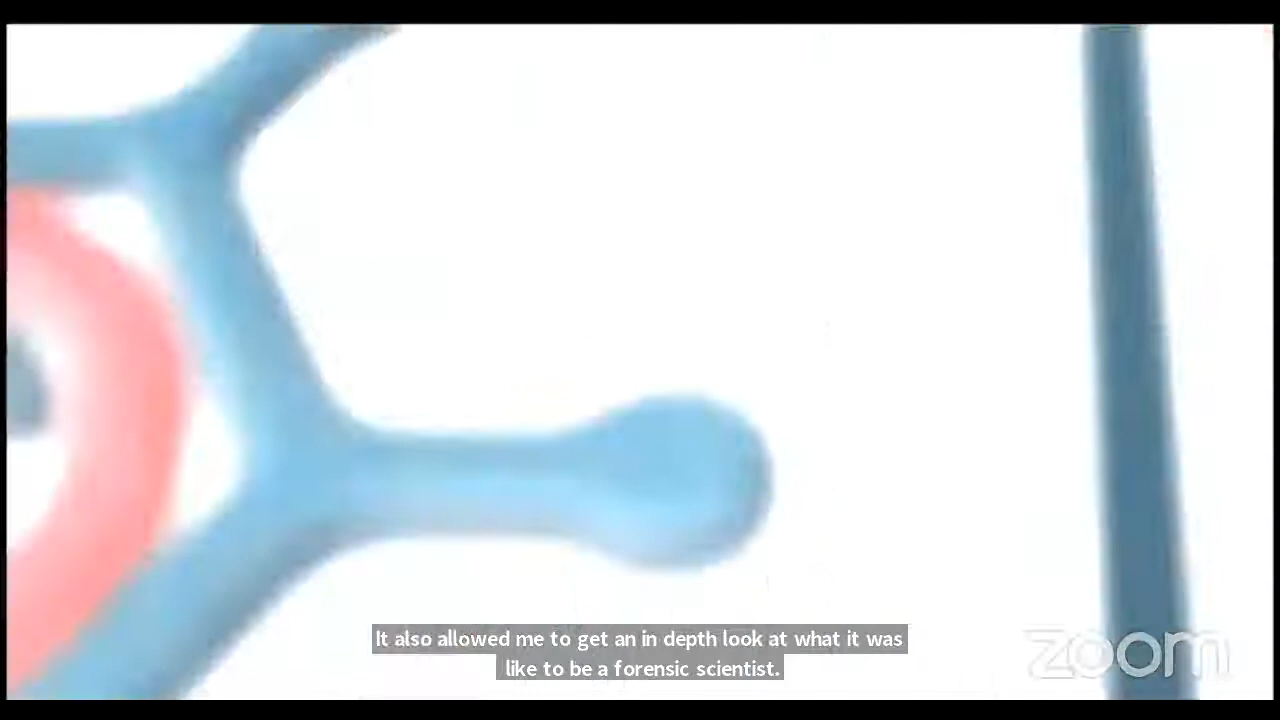 It also allowed me to get an in depth look at what it was
like to be a forensic scientist.
zoom